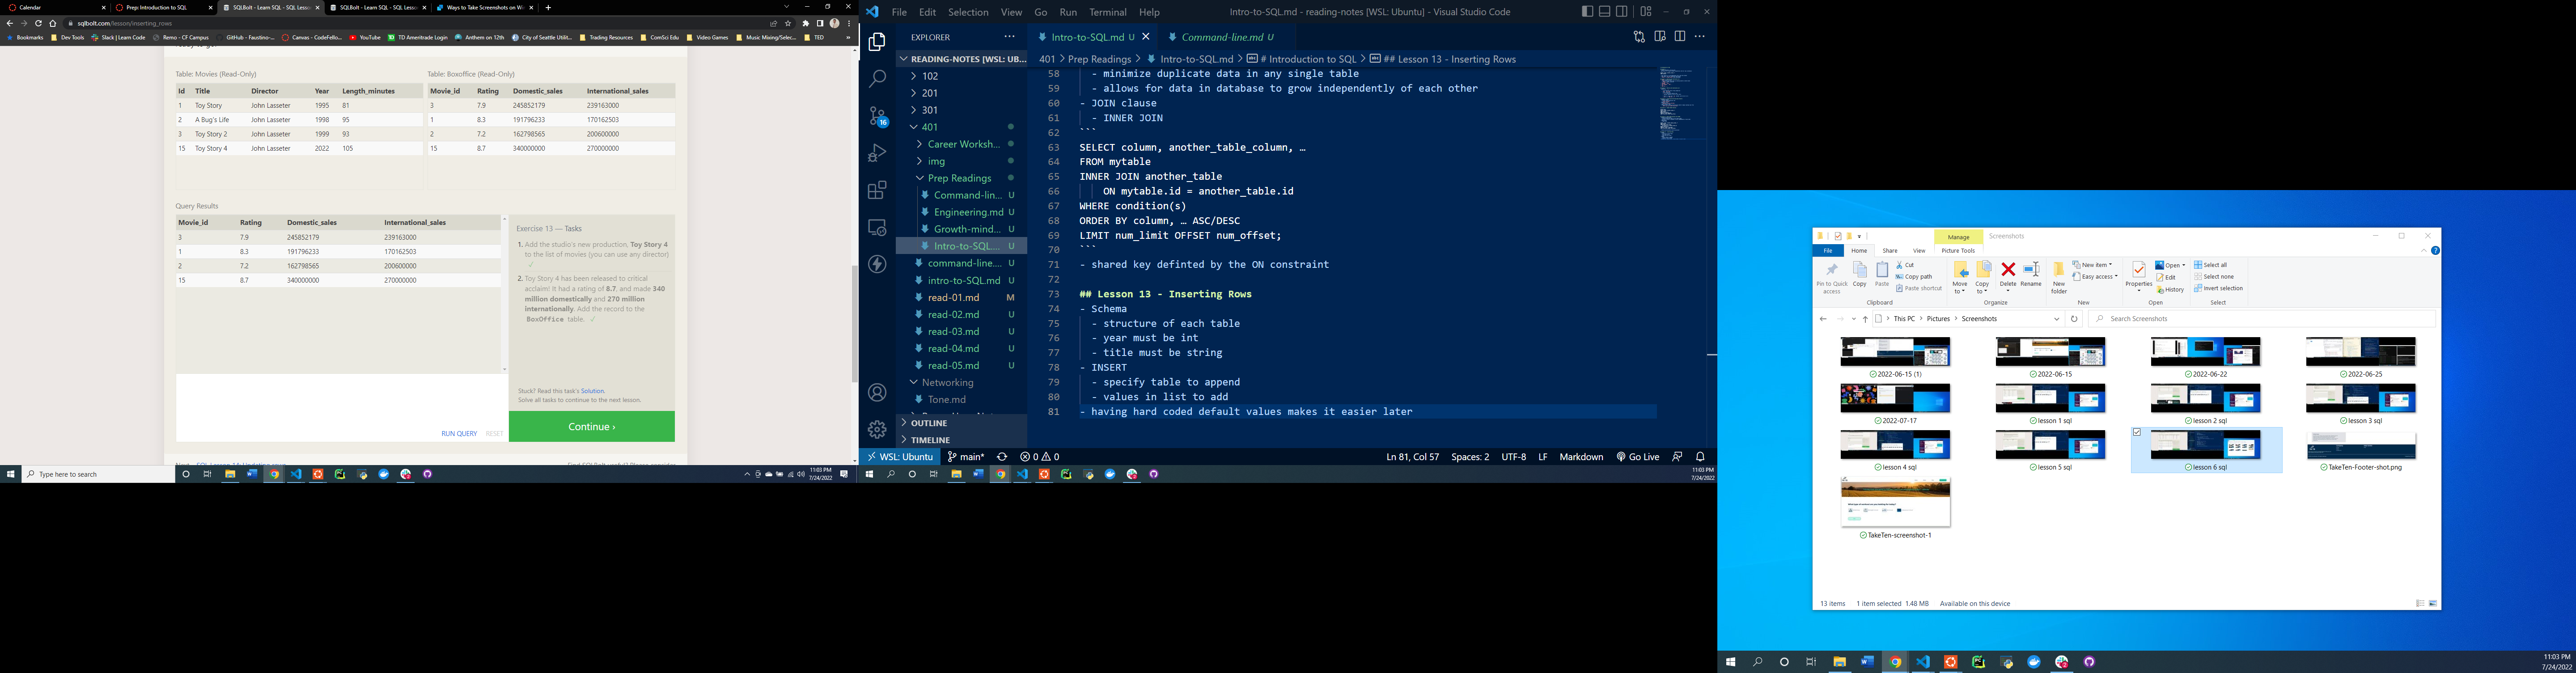 Calendar
Prep: Introduction to SQL
SQLBolt - Learn SQL - SQL Lesso
SQLBolt - Learn SQL - SQL Lesso
Ways to Take Screenshots on Wi
sqlbolt.com/lesson/inserting_rows
Bookmarks
Dev Tools
Slack | Learn Code
Remo - CF Campus
GitHub - Faustino-...
Canvas - CodeFello...
YouTube
TD Ameritrade Login
Anthem on 12th
City of Seattle Utilit...
Trading Resources
ComSci Edu
Video Games
Music Mixing/Selec...
TED
Table: Movies (Read-Only)
Id Title Director Year Length_minutes
1 Toy Story John Lasseter 1995 81
2 A Bug's Life John Lasseter 1998 95
3 Toy Story 2 John Lasseter 1999 93
15 Toy Story 4 John Lasseter 2022 105
Table: Boxoffice (Read-Only)
Movie_id Rating Domestic_sales International_sales
3 7.9 245852179 239163000
1 8.3 191796233 170162503
2 7.2 162798565 200600000
15 8.7 340000000 270000000
Query Results
Movie_id Rating Domestic_sales International_sales
3 7.9 245852179 239163000
1 8.3 191796233 170162503
2 7.2 162798565 200600000
15 8.7 340000000 270000000
RUN QUERY RESET
Exercise 13 — Tasks
1. Add the studio's new production, Toy Story 4
to the list of movies (you can use any director)
✓
2. Toy Story 4 has been released to critical
acclaim! It had a rating of 8.7, and made 340
million domestically and 270 million
internationally. Add the record to the
BoxOffice table. ✓
Stuck? Read this task's Solution.
Solve all tasks to continue to the next lesson.
Continue ›
Type here to search
11:03 PM
7/24/2022
File Edit Selection View Go Run Terminal Help
Intro-to-SQL.md - reading-notes [WSL: Ubuntu] - Visual Studio Code
EXPLORER
READING-NOTES [WSL: UB...
102
201
301
401
Career Worksh...
img
Prep Readings
Command-lin... U
Engineering.md U
Growth-mind... U
Intro-to-SQL.... U
command-line.... U
intro-to-SQL.md U
read-01.md M
read-02.md U
read-03.md U
read-04.md U
read-05.md U
Networking
Tone.md
OUTLINE
TIMELINE
16
Intro-to-SQL.md U
Command-line.md U
401 > Prep Readings > Intro-to-SQL.md > # Introduction to SQL > ## Lesson 13 - Inserting Rows
58 - minimize duplicate data in any single table
59 - allows for data in database to grow independently of each other
60 - JOIN clause
61 - INNER JOIN
62 ```
63 SELECT column, another_table_column, …
64 FROM mytable
65 INNER JOIN another_table
66 ON mytable.id = another_table.id
67 WHERE condition(s)
68 ORDER BY column, … ASC/DESC
69 LIMIT num_limit OFFSET num_offset;
70 ```
71 - shared key definted by the ON constraint
72
73 ## Lesson 13 - Inserting Rows
74 - Schema
75 - structure of each table
76 - year must be int
77 - title must be string
78 - INSERT
79 - specify table to append
80 - values in list to add
81 - having hard coded default values makes it easier later
WSL: Ubuntu main* 0 0
Ln 81, Col 57 Spaces: 2 UTF-8 LF Markdown Go Live
11:03 PM
7/24/2022
Manage
Screenshots
File Home Share View Picture Tools
Pin to Quick access
Copy
Paste
Cut
Copy path
Paste shortcut
Clipboard
Move to
Copy to
Delete
Rename
Organize
New folder
New item
Easy access
New
Properties
Open
Edit
History
Open
Select all
Select none
Invert selection
Select
This PC > Pictures > Screenshots
Search Screenshots
2022-06-15 (1)
2022-06-15
2022-06-22
2022-06-25
2022-07-17
lesson 1 sql
lesson 2 sql
lesson 3 sql
lesson 4 sql
lesson 5 sql
lesson 6 sql
TakeTen-Footer-shot.png
TakeTen-screenshot-1
13 items 1 item selected 1.48 MB Available on this device
11:03 PM
7/24/2022